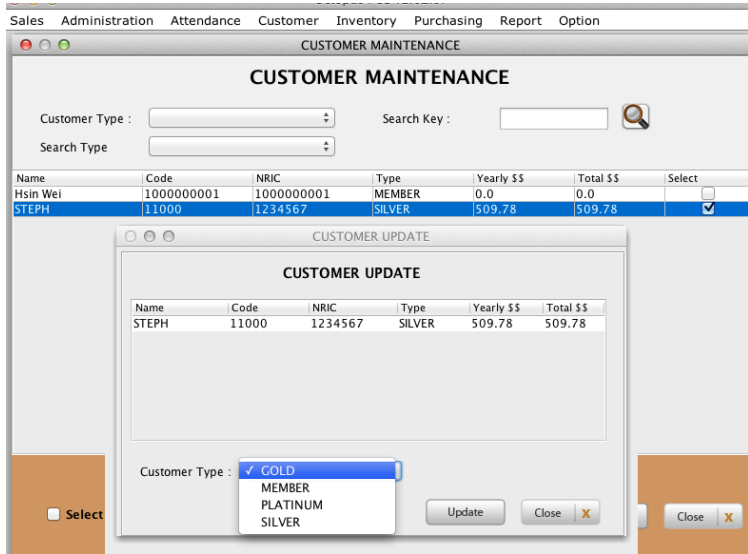 Sales Administration Attendance Customer Inventory Purchasing Report Option
CUSTOMER MAINTENANCE
CUSTOMER MAINTENANCE
Customer Type : Search Key :
Search Type
Name Code NRIC Type Yearly $$ Total $$ Select
Hsin Wei 1000000001 1000000001 MEMBER 0.0 0.0
STEPH 11000 1234567 SILVER 509.78 509.78
CUSTOMER UPDATE
CUSTOMER UPDATE
Name Code NRIC Type Yearly $$ Total $$
STEPH 11000 1234567 SILVER 509.78 509.78
Customer Type : ✓ GOLD
MEMBER
PLATINUM
SILVER
Update Close X
Select Close X